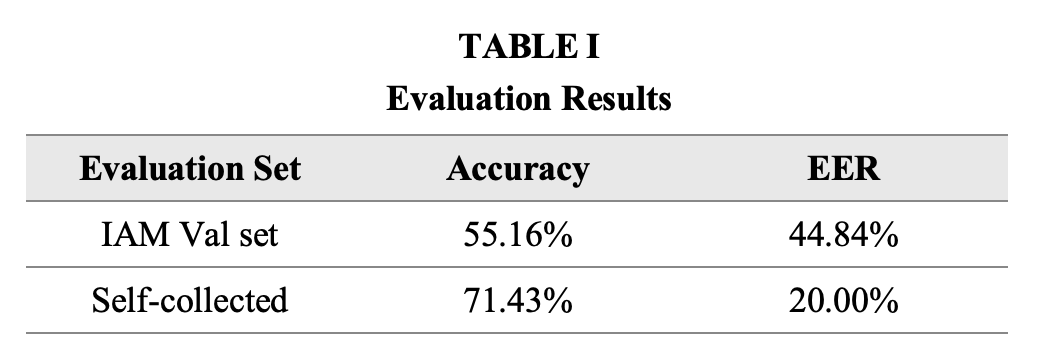 TABLE I
Evaluation Results
Evaluation Set Accuracy EER
IAM Val set 55.16% 44.84%
Self-collected 71.43% 20.00%